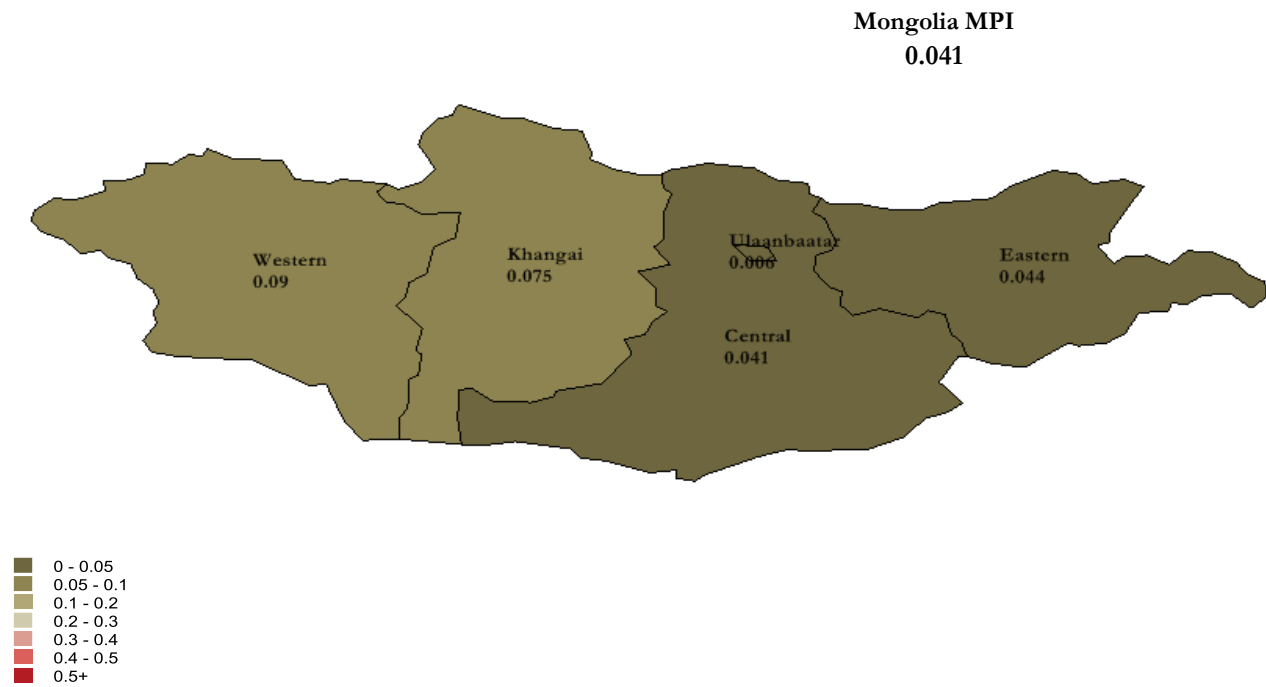 Mongolia MPI
0.041
Western
0.09
Khangai
0.075
Ulaanbaatar
0.006
Eastern
0.044
Central
0.041
0 - 0.05
0.05 - 0.1
0.1 - 0.2
0.2 - 0.3
0.3 - 0.4
0.4 - 0.5
0.5+